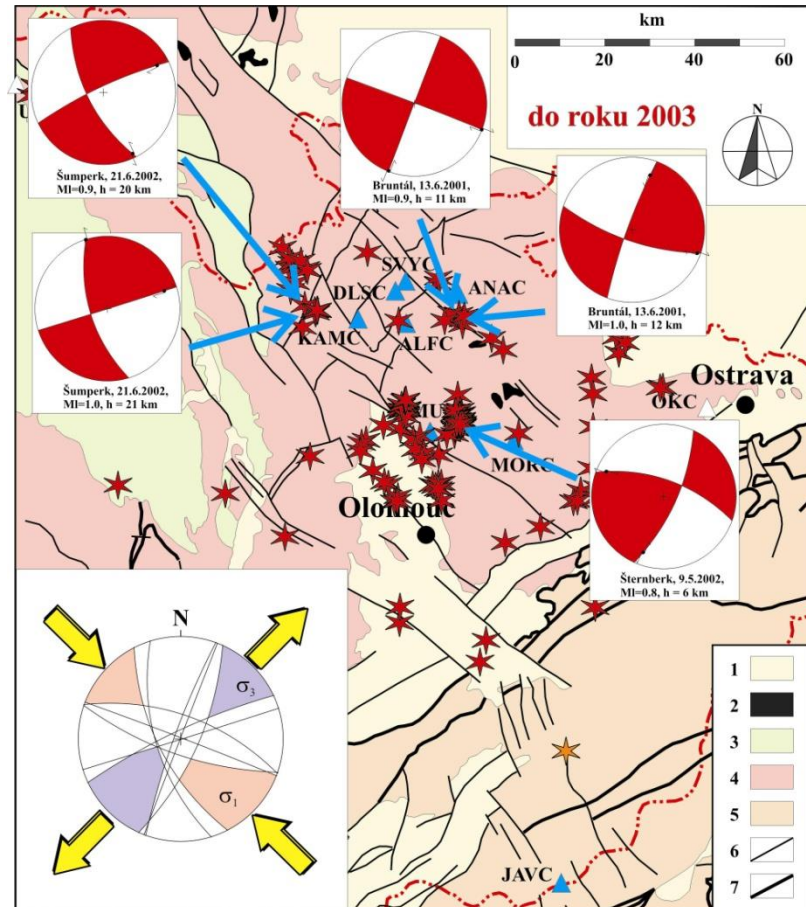 km
0 20 40 60
do roku 2003
N
Šumperk, 21.6.2002,
Ml=0.9, h = 20 km
Bruntál, 13.6.2001,
Ml=0.9, h = 11 km
Bruntál, 13.6.2001,
Ml=1.0, h = 12 km
Šumperk, 21.6.2002,
Ml=1.0, h = 21 km
SVYC
DLSC
ANAC
KAMC
ALFC
Ostrava
OKC
MORC
Olomouc
Šternberk, 9.5.2002,
Ml=0.8, h = 6 km
N
σ3
σ1
JAVC
1
2
3
4
5
6
7